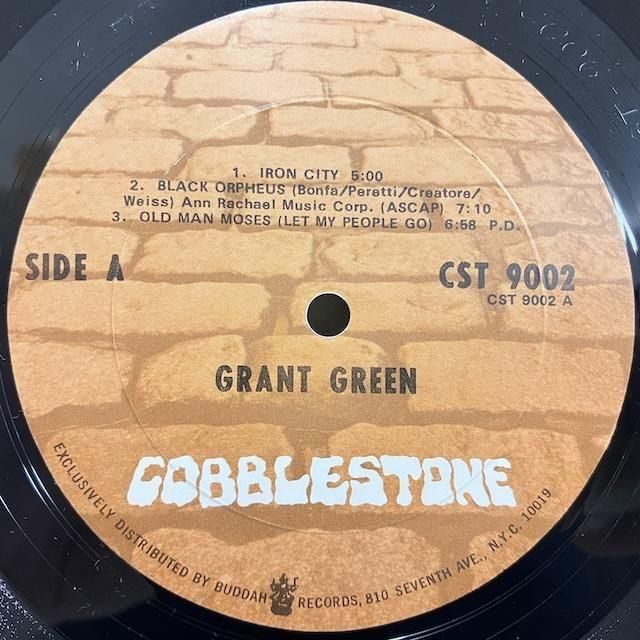 1. IRON CITY 5:00
2. BLACK ORPHEUS (Bonfa/Peretti/Creatore/
Weiss) Ann Rachael Music Corp. (ASCAP) 7:10
3. OLD MAN MOSES (LET MY PEOPLE GO) 6:58 P.D.
SIDE A
CST 9002
CST 9002 A
GRANT GREEN
COBBLESTONE
EXCLUSIVELY DISTRIBUTED BY BUDDAH RECORDS, 810 SEVENTH AVE., N.Y.C. 10019